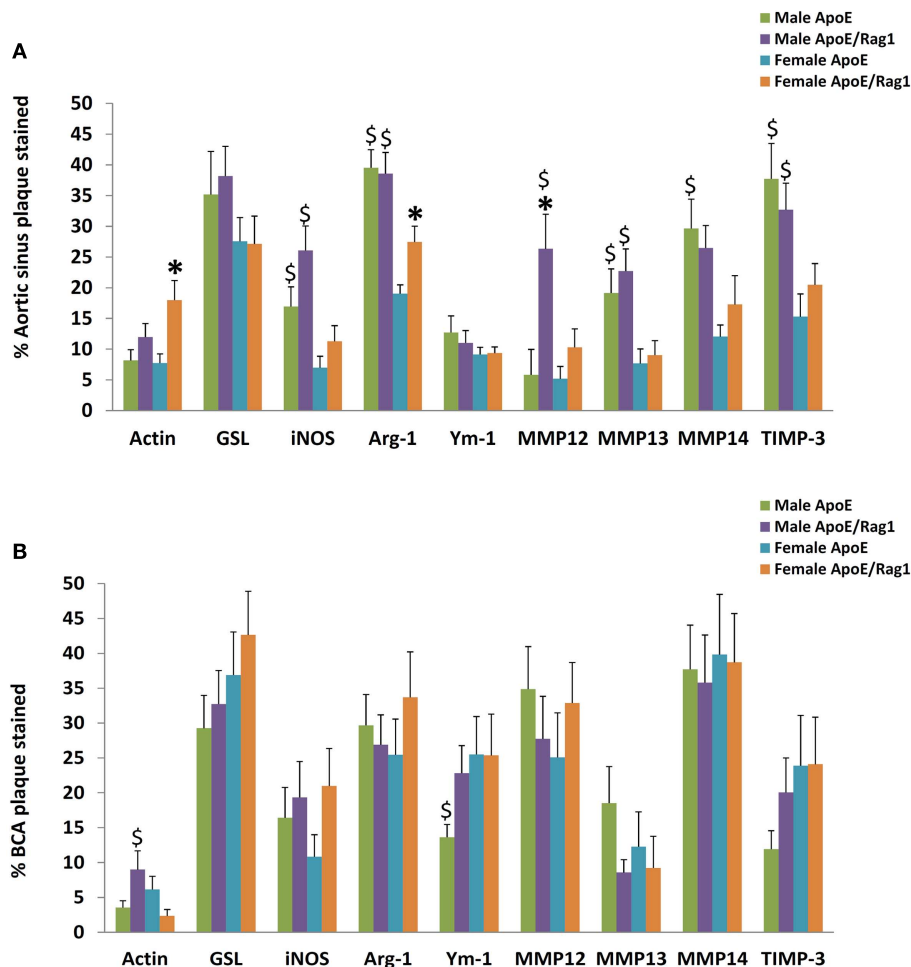 A
Male ApoE
Male ApoE/Rag1
Female ApoE
Female ApoE/Rag1
% Aortic sinus plaque stained
50
45
40
35
30
25
20
15
10
5
0
*
$ $
$ $
*
$
*
$ $
$
$ $
Actin GSL iNOS Arg-1 Ym-1 MMP12 MMP13 MMP14 TIMP-3
B
Male ApoE
Male ApoE/Rag1
Female ApoE
Female ApoE/Rag1
% BCA plaque stained
50
45
40
35
30
25
20
15
10
5
0
$
$
Actin GSL iNOS Arg-1 Ym-1 MMP12 MMP13 MMP14 TIMP-3